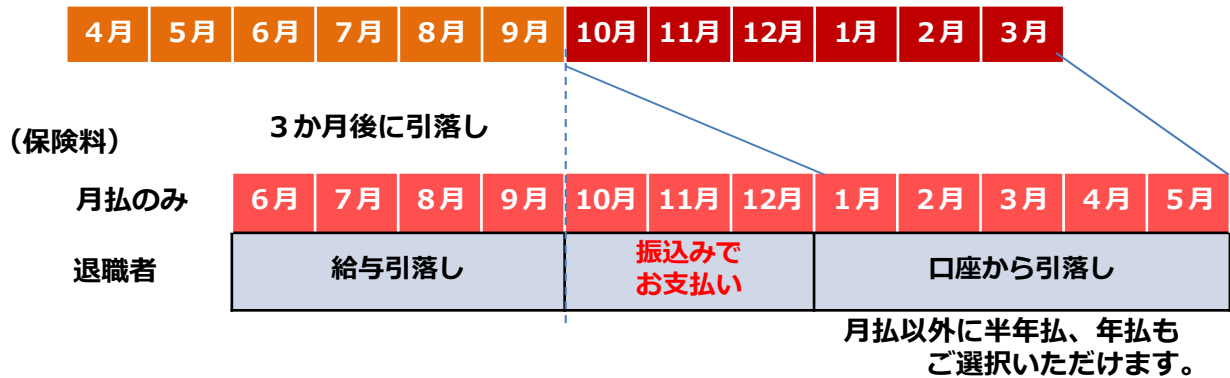 4月 5月 6月 7月 8月 9月 10月 11月 12月 1月 2月 3月
３か月後に引落し
（保険料）
月払のみ 6月 7月 8月 9月 10月 11月 12月 1月 2月 3月 4月 5月
退職者 給与引落し 振込みで
お支払い 口座から引落し
月払以外に半年払、年払も
ご選択いただけます。